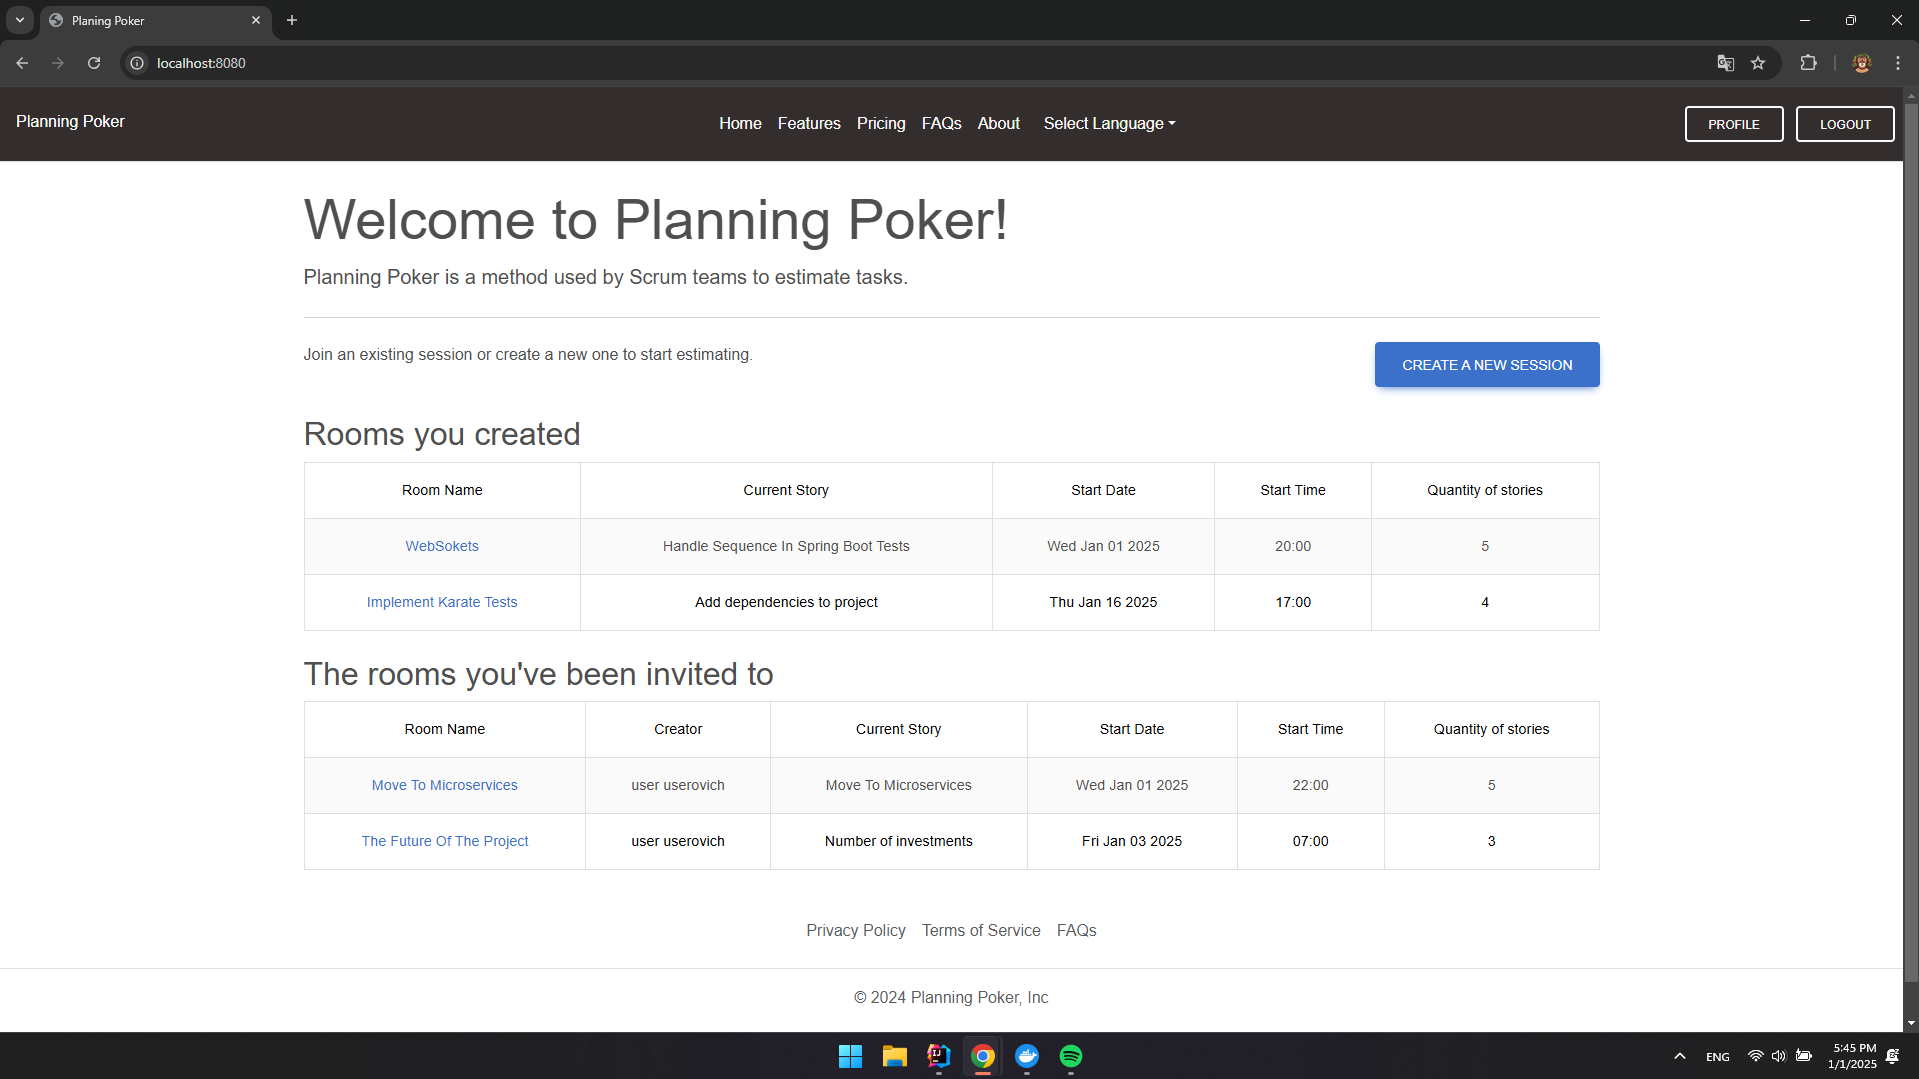 Planing Poker
localhost:8080
Planning Poker
Home Features Pricing FAQs About Select Language
PROFILE LOGOUT
Welcome to Planning Poker!
Planning Poker is a method used by Scrum teams to estimate tasks.
Join an existing session or create a new one to start estimating.
CREATE A NEW SESSION
Rooms you created
Room Name Current Story Start Date Start Time Quantity of stories
WebSokets Handle Sequence In Spring Boot Tests Wed Jan 01 2025 20:00 5
Implement Karate Tests Add dependencies to project Thu Jan 16 2025 17:00 4
The rooms you've been invited to
Room Name Creator Current Story Start Date Start Time Quantity of stories
Move To Microservices user userovich Move To Microservices Wed Jan 01 2025 22:00 5
The Future Of The Project user userovich Number of investments Fri Jan 03 2025 07:00 3
Privacy Policy Terms of Service FAQs
© 2024 Planning Poker, Inc
ENG
5:45 PM
1/1/2025